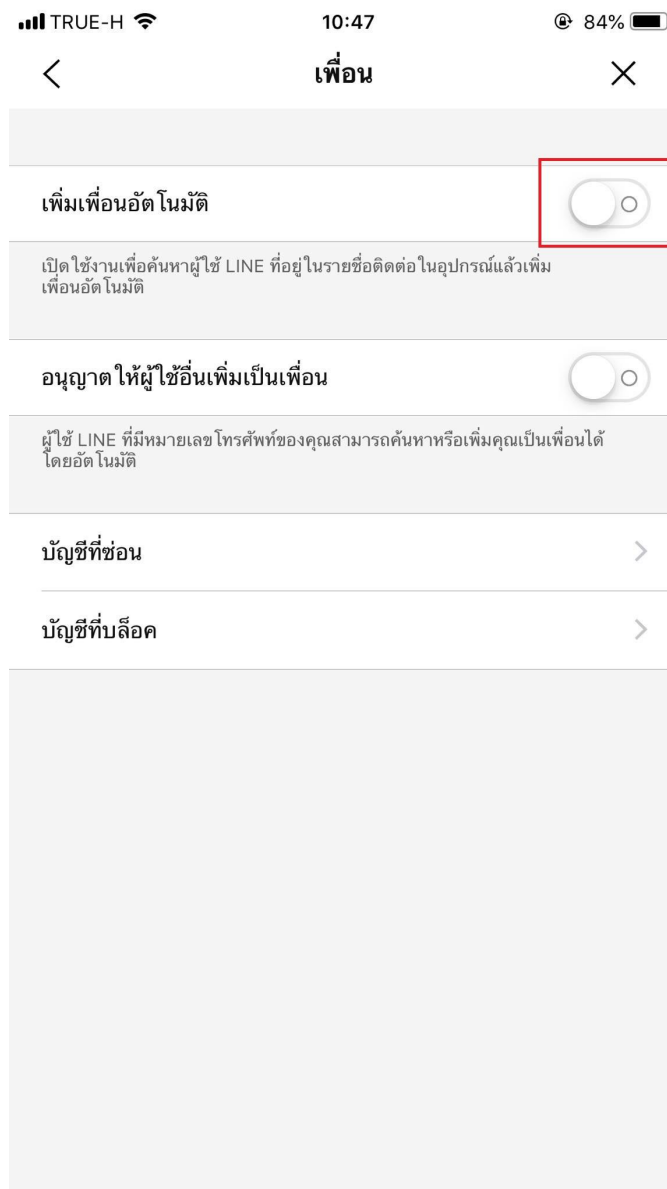 TRUE-H 10:47 84%
เพื่อน
เพิ่มเพื่อนอัตโนมัติ
เปิดใช้งานเพื่อค้นหาผู้ใช้ LINE ที่อยู่ในรายชื่อติดต่อในอุปกรณ์แล้วเพิ่ม
เพื่อนอัตโนมัติ
อนุญาตให้ผู้ใช้อื่นเพิ่มเป็นเพื่อน
ผู้ใช้ LINE ที่มีหมายเลขโทรศัพท์ของคุณสามารถค้นหาหรือเพิ่มคุณเป็นเพื่อนได้
โดยอัตโนมัติ
บัญชีที่ซ่อน
บัญชีที่บล็อค